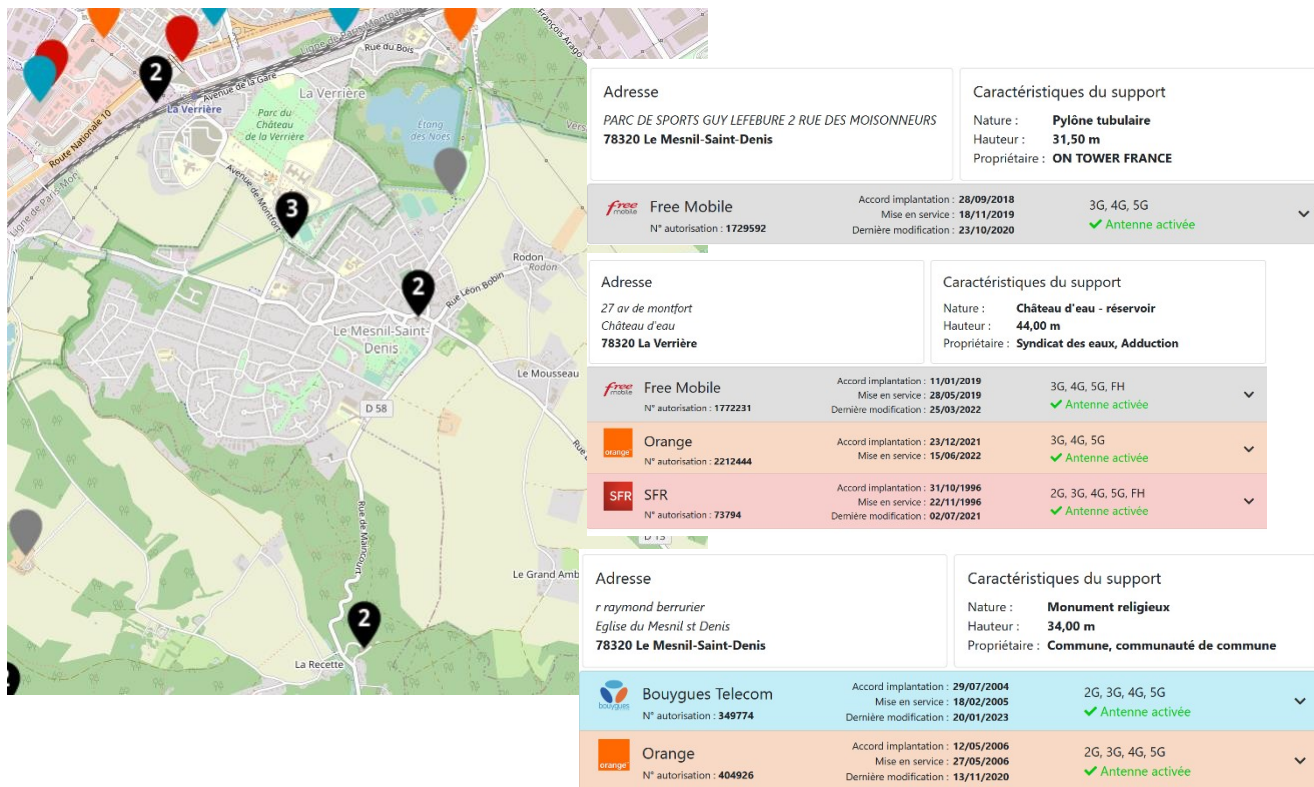 François Arago
Ligne de Paris-Montparnasse
Rue du Bois
2
Avenue de la Gare
La Verrière
La Verrière
Parc du
Château
de la Verrière
Étang
des Noës
Route Nationale 10
Avenue de Montfort
3
Rodon
Rodon
2
Rue Léon Bobin
Le Mesnil-Saint-
Denis
Le Mousseau
D 58
Rue de Maincourt
D 13
Le Grand Amb
2
La Recette
2
Adresse
PARC DE SPORTS GUY LEFEBURE 2 RUE DES MOISONNEURS
78320 Le Mesnil-Saint-Denis
Caractéristiques du support
Nature : Pylône tubulaire
Hauteur : 31,50 m
Propriétaire : ON TOWER FRANCE
free mobile
Free Mobile
N° autorisation : 1729592
Accord implantation : 28/09/2018
Mise en service : 18/11/2019
Dernière modification : 23/10/2020
3G, 4G, 5G
Antenne activée
Adresse
27 av de montfort
Château d'eau
78320 La Verrière
Caractéristiques du support
Nature : Château d'eau - réservoir
Hauteur : 44,00 m
Propriétaire : Syndicat des eaux, Adduction
free mobile
Free Mobile
N° autorisation : 1772231
Accord implantation : 11/01/2019
Mise en service : 28/05/2019
Dernière modification : 25/03/2022
3G, 4G, 5G, FH
Antenne activée
orange
Orange
N° autorisation : 2212444
Accord implantation : 23/12/2021
Mise en service : 15/06/2022
3G, 4G, 5G
Antenne activée
SFR
SFR
N° autorisation : 73794
Accord implantation : 31/10/1996
Mise en service : 22/11/1996
Dernière modification : 02/07/2021
2G, 3G, 4G, 5G, FH
Antenne activée
Adresse
r raymond berrurier
Eglise du Mesnil st Denis
78320 Le Mesnil-Saint-Denis
Caractéristiques du support
Nature : Monument religieux
Hauteur : 34,00 m
Propriétaire : Commune, communauté de commune
bouygues
Bouygues Telecom
N° autorisation : 349774
Accord implantation : 29/07/2004
Mise en service : 18/02/2005
Dernière modification : 20/01/2023
2G, 3G, 4G, 5G
Antenne activée
orange
Orange
N° autorisation : 404926
Accord implantation : 12/05/2006
Mise en service : 27/05/2006
Dernière modification : 13/11/2020
2G, 3G, 4G, 5G
Antenne activée